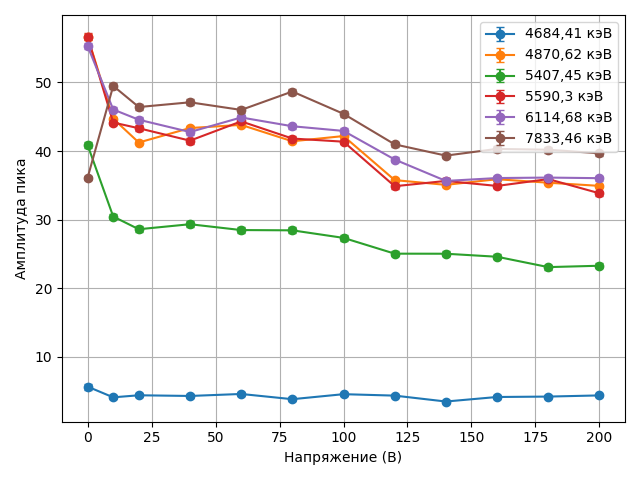 4684,41 кэВ
4870,62 кэВ
5407,45 кэВ
5590,3 кэВ
6114,68 кэВ
7833,46 кэВ
50
40
30
20
10
Амплитуда пика
0 25 50 75 100 125 150 175 200
Напряжение (В)